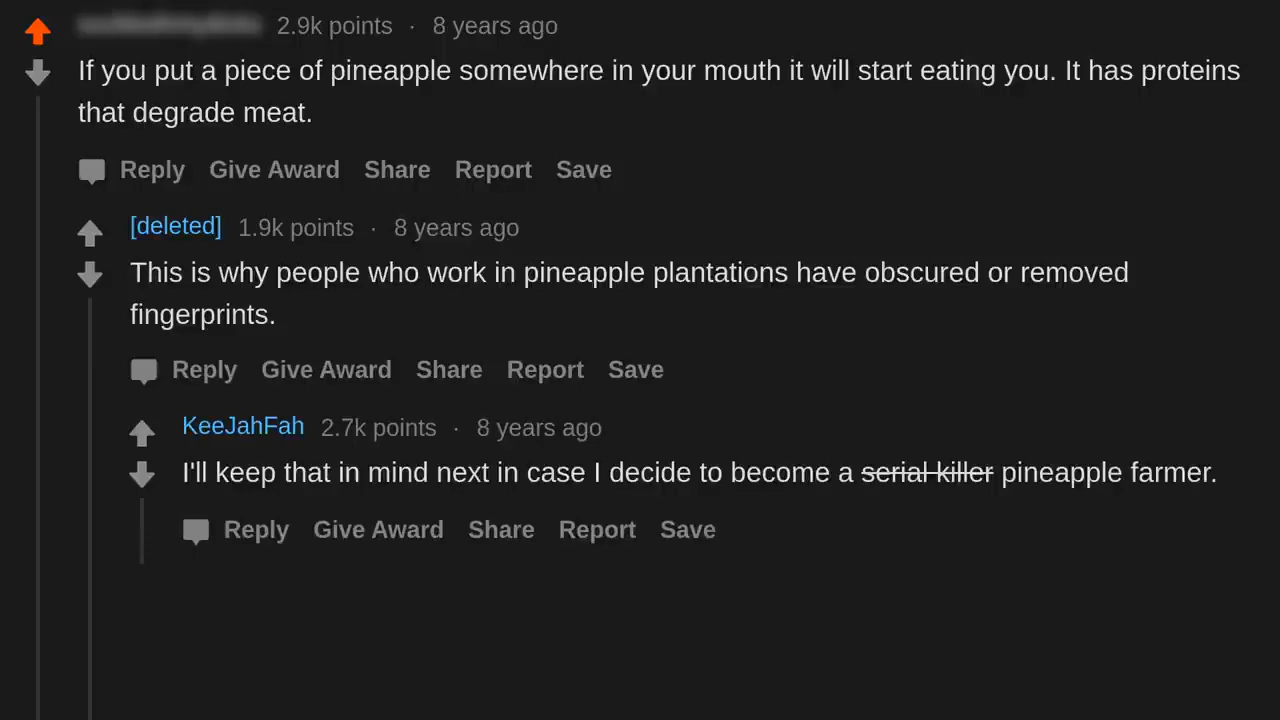 2.9k points · 8 years ago
If you put a piece of pineapple somewhere in your mouth it will start eating you. It has proteins
that degrade meat.
Reply Give Award Share Report Save
[deleted] 1.9k points · 8 years ago
This is why people who work in pineapple plantations have obscured or removed
fingerprints.
Reply Give Award Share Report Save
KeeJahFah 2.7k points · 8 years ago
I'll keep that in mind next in case I decide to become a serial killer pineapple farmer.
Reply Give Award Share Report Save